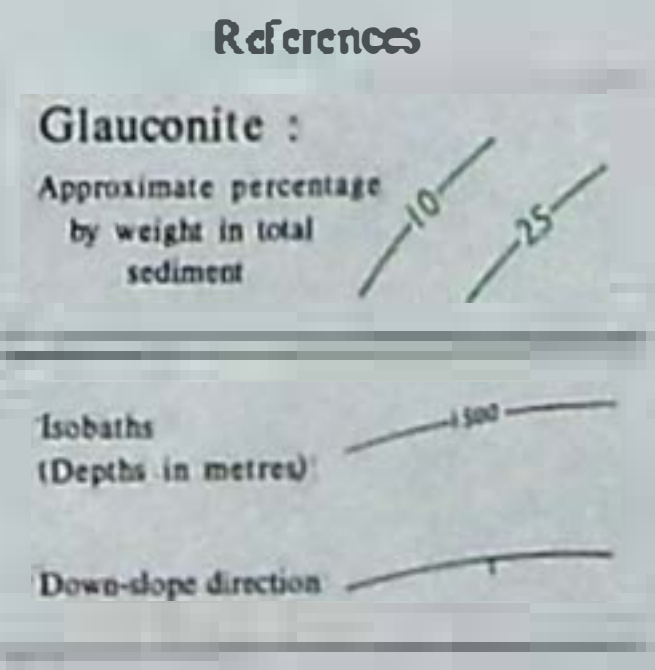 References
Glauconite :
Approximate percentage
by weight in total
sediment
10
25
Isobaths
(Depths in metres)
1500
Down-slope direction